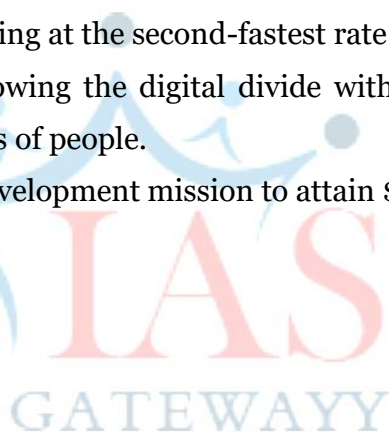 ing at the second-fastest rate
owing the digital divide with
s of people.
velopment mission to attain $
IAS
GATEWAYY